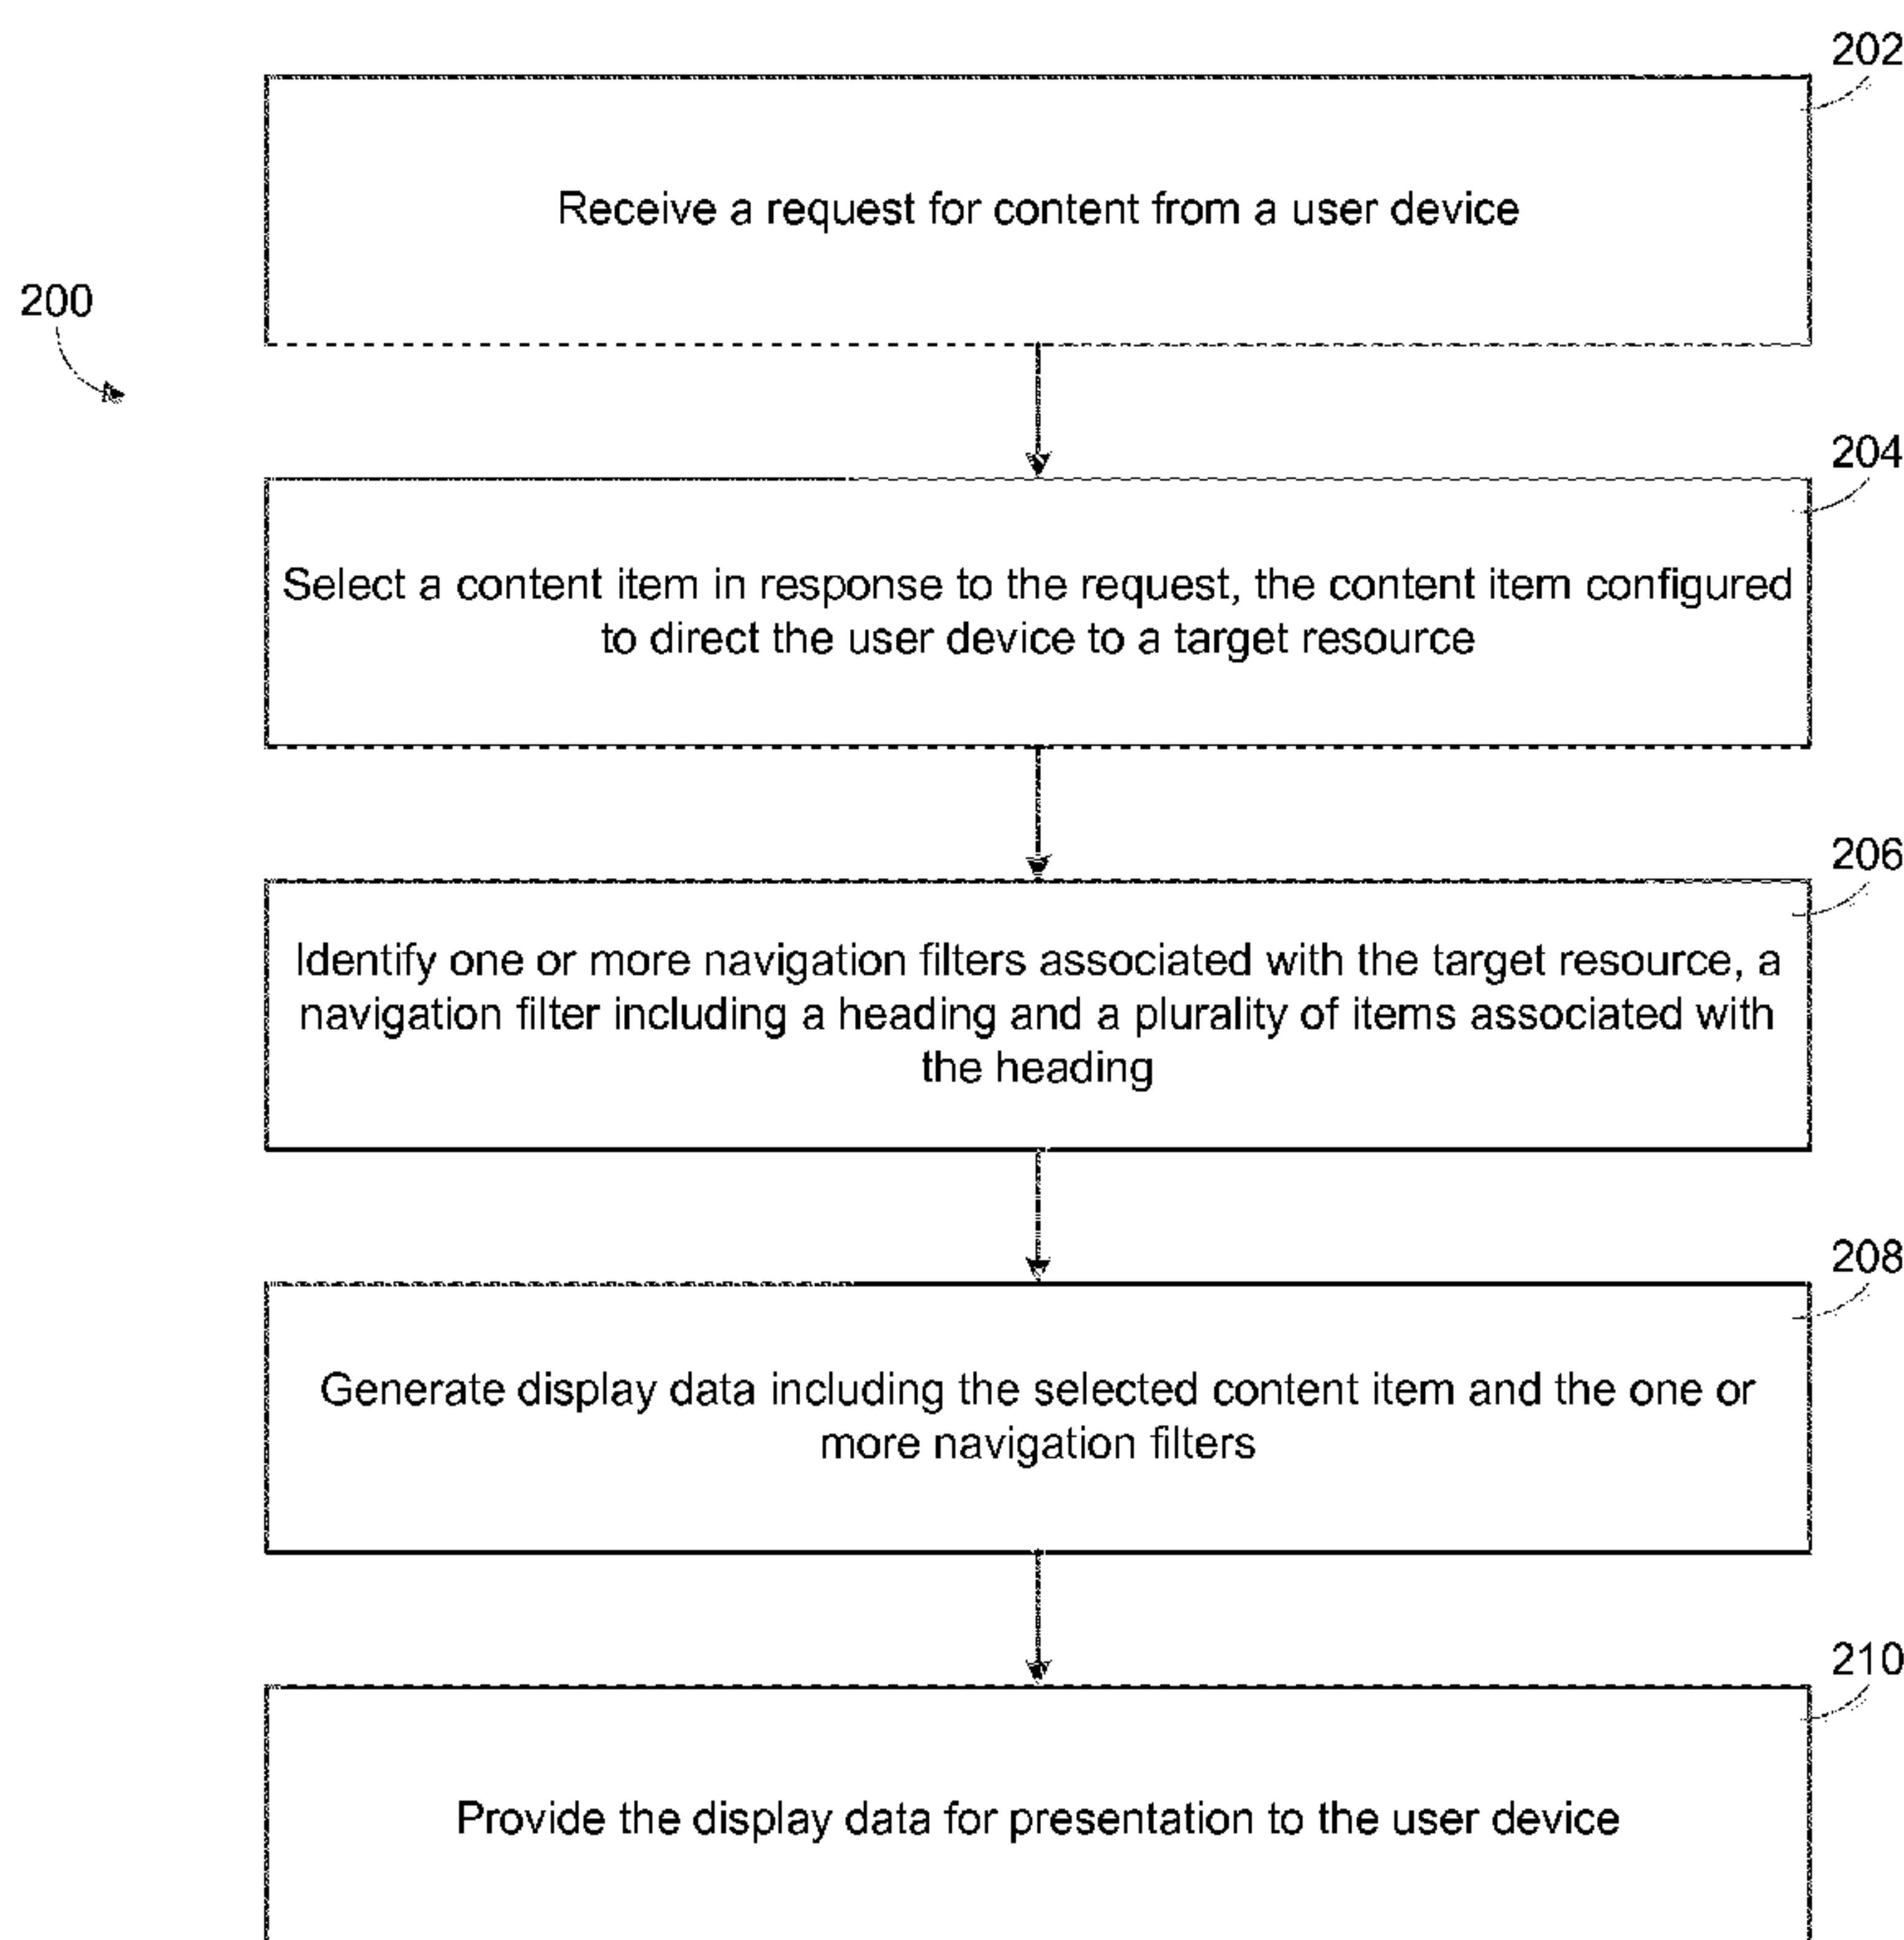 202
Receive a request for content from a user device
200
204
Select a content item in response to the request, the content item configured
to direct the user device to a target resource
206
Identify one or more navigation filters associated with the target resource, a
navigation filter including a heading and a plurality of items associated with
the heading
208
Generate display data including the selected content item and the one or
more navigation filters
210
Provide the display data for presentation to the user device